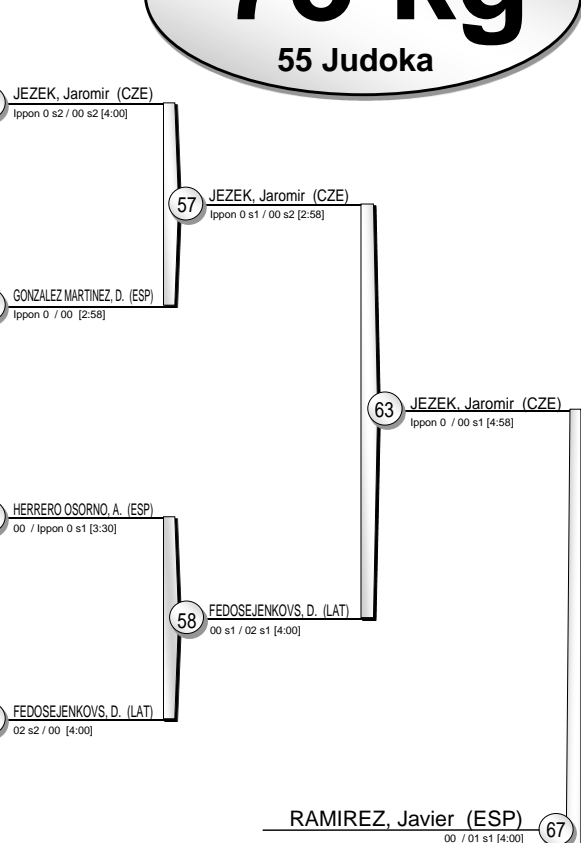 73 kg
55 Judoka
JEZEK, Jaromir (CZE)
Ippon 0 s2 / 00 s2 [4:00]
57
JEZEK, Jaromir (CZE)
Ippon 0 s1 / 00 s2 [2:58]
GONZALEZ MARTINEZ, D. (ESP)
Ippon 0 / 00 [2:58]
63
JEZEK, Jaromir (CZE)
Ippon 0 / 00 s1 [4:58]
HERRERO OSORNO, A. (ESP)
00 / Ippon 0 s1 [3:30]
58
FEDOSEJENKOVS, D. (LAT)
00 s1 / 02 s1 [4:00]
FEDOSEJENKOVS, D. (LAT)
02 s2 / 00 [4:00]
RAMIREZ, Javier (ESP)
67
00 / 01 s1 [4:00]